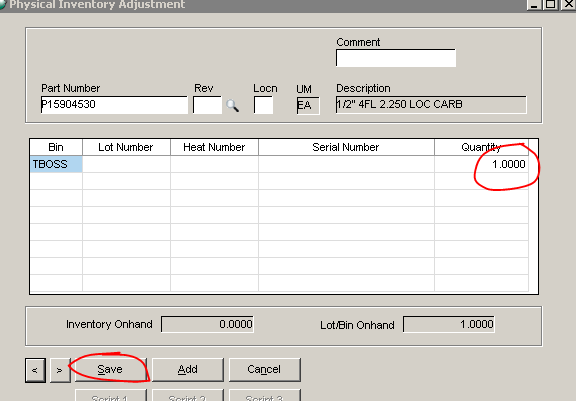 Physical Inventory Adjustment
Comment
Part Number Rev Locn UM Description
P15904530 EA 1/2" 4FL 2.250 LOC CARB
Bin Lot Number Heat Number Serial Number Quantity
TBOSS 1.0000
Inventory Onhand 0.0000 Lot/Bin Onhand 1.0000
< > Save Add Cancel
Script 1 Script 2 Script 3